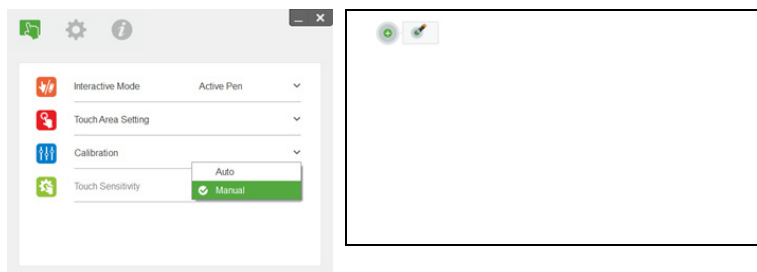 Interactive Mode Active Pen
Touch Area Setting
Calibration
Auto
Touch Sensitivity
Manual